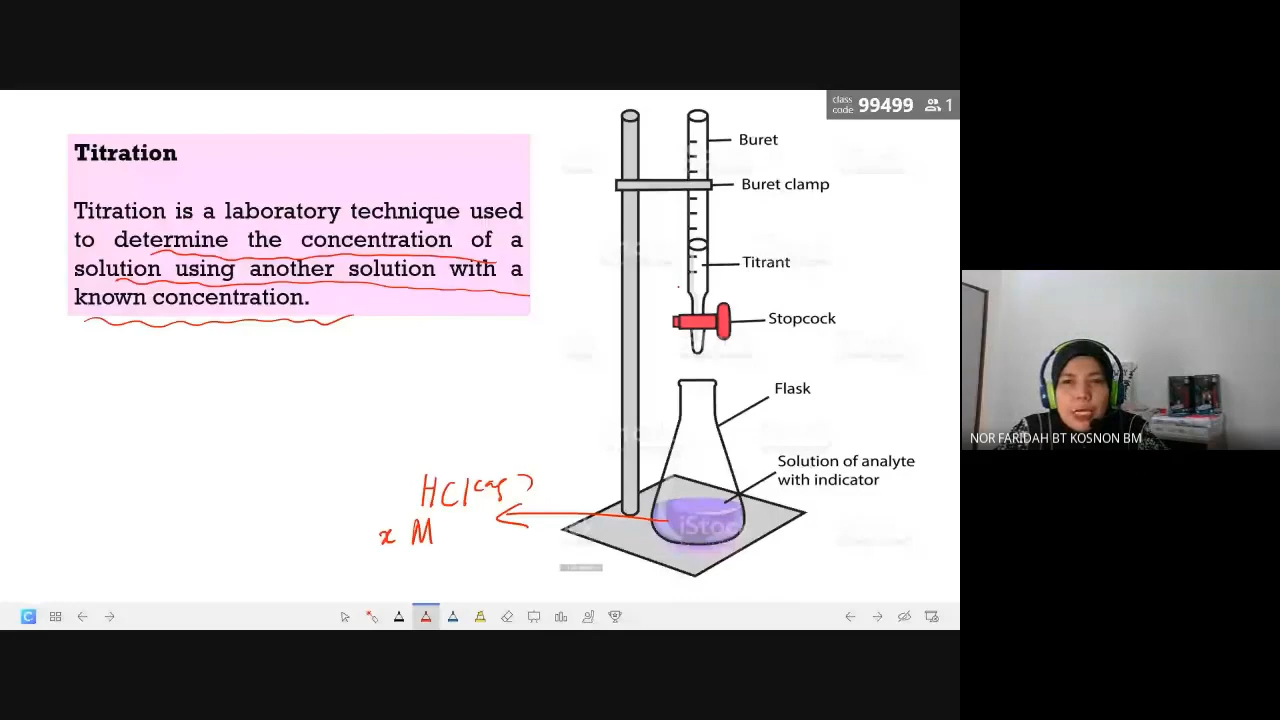 class
code 99499 1
Titration
Titration is a laboratory technique used
to determine the concentration of a
solution using another solution with a
known concentration.
Buret
Buret clamp
Titrant
Stopcock
Flask
Solution of analyte
with indicator
iStoc
HCl(aq)
x M
NOR FARIDAH BT KOSNON BM
C